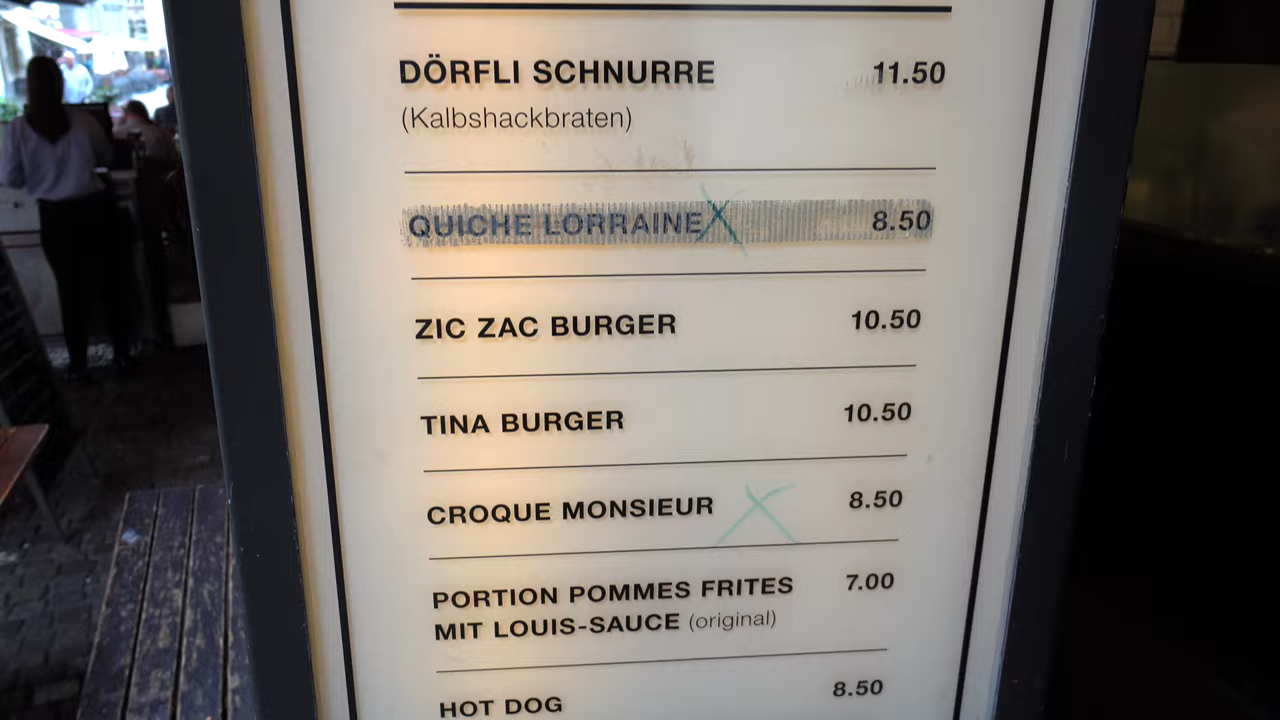 DÖRFLI SCHNURRE 11.50
(Kalbshackbraten)
QUICHE LORRAINE X 8.50
ZIC ZAC BURGER 10.50
TINA BURGER 10.50
CROQUE MONSIEUR X 8.50
PORTION POMMES FRITES 7.00
MIT LOUIS-SAUCE (original)
HOT DOG 8.50